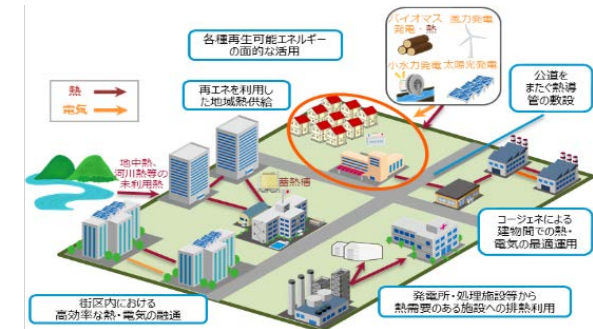 各種再生可能エネルギー
の面的な活用
バイオマス
発電・熱
風力発電
小水力発電
太陽光発電
熱
電気
再エネを利用し
た地域熱供給
公道を
またぐ熱導
管の敷設
地中熱、
河川熱等の
未利用熱
蓄熱槽
コージェネによる
建物間での熱・
電気の最適運用
街区内における
高効率な熱・電気の融通
発電所・処理施設等から
熱需要のある施設への排熱利用